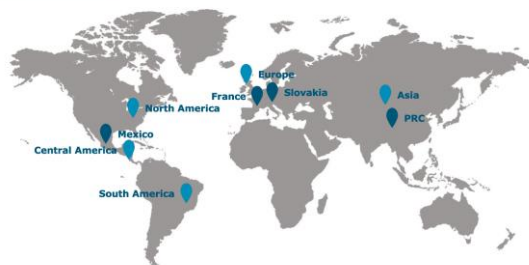 Europe
France
Slovakia
Asia
North America
PRC
Mexico
Central America
South America